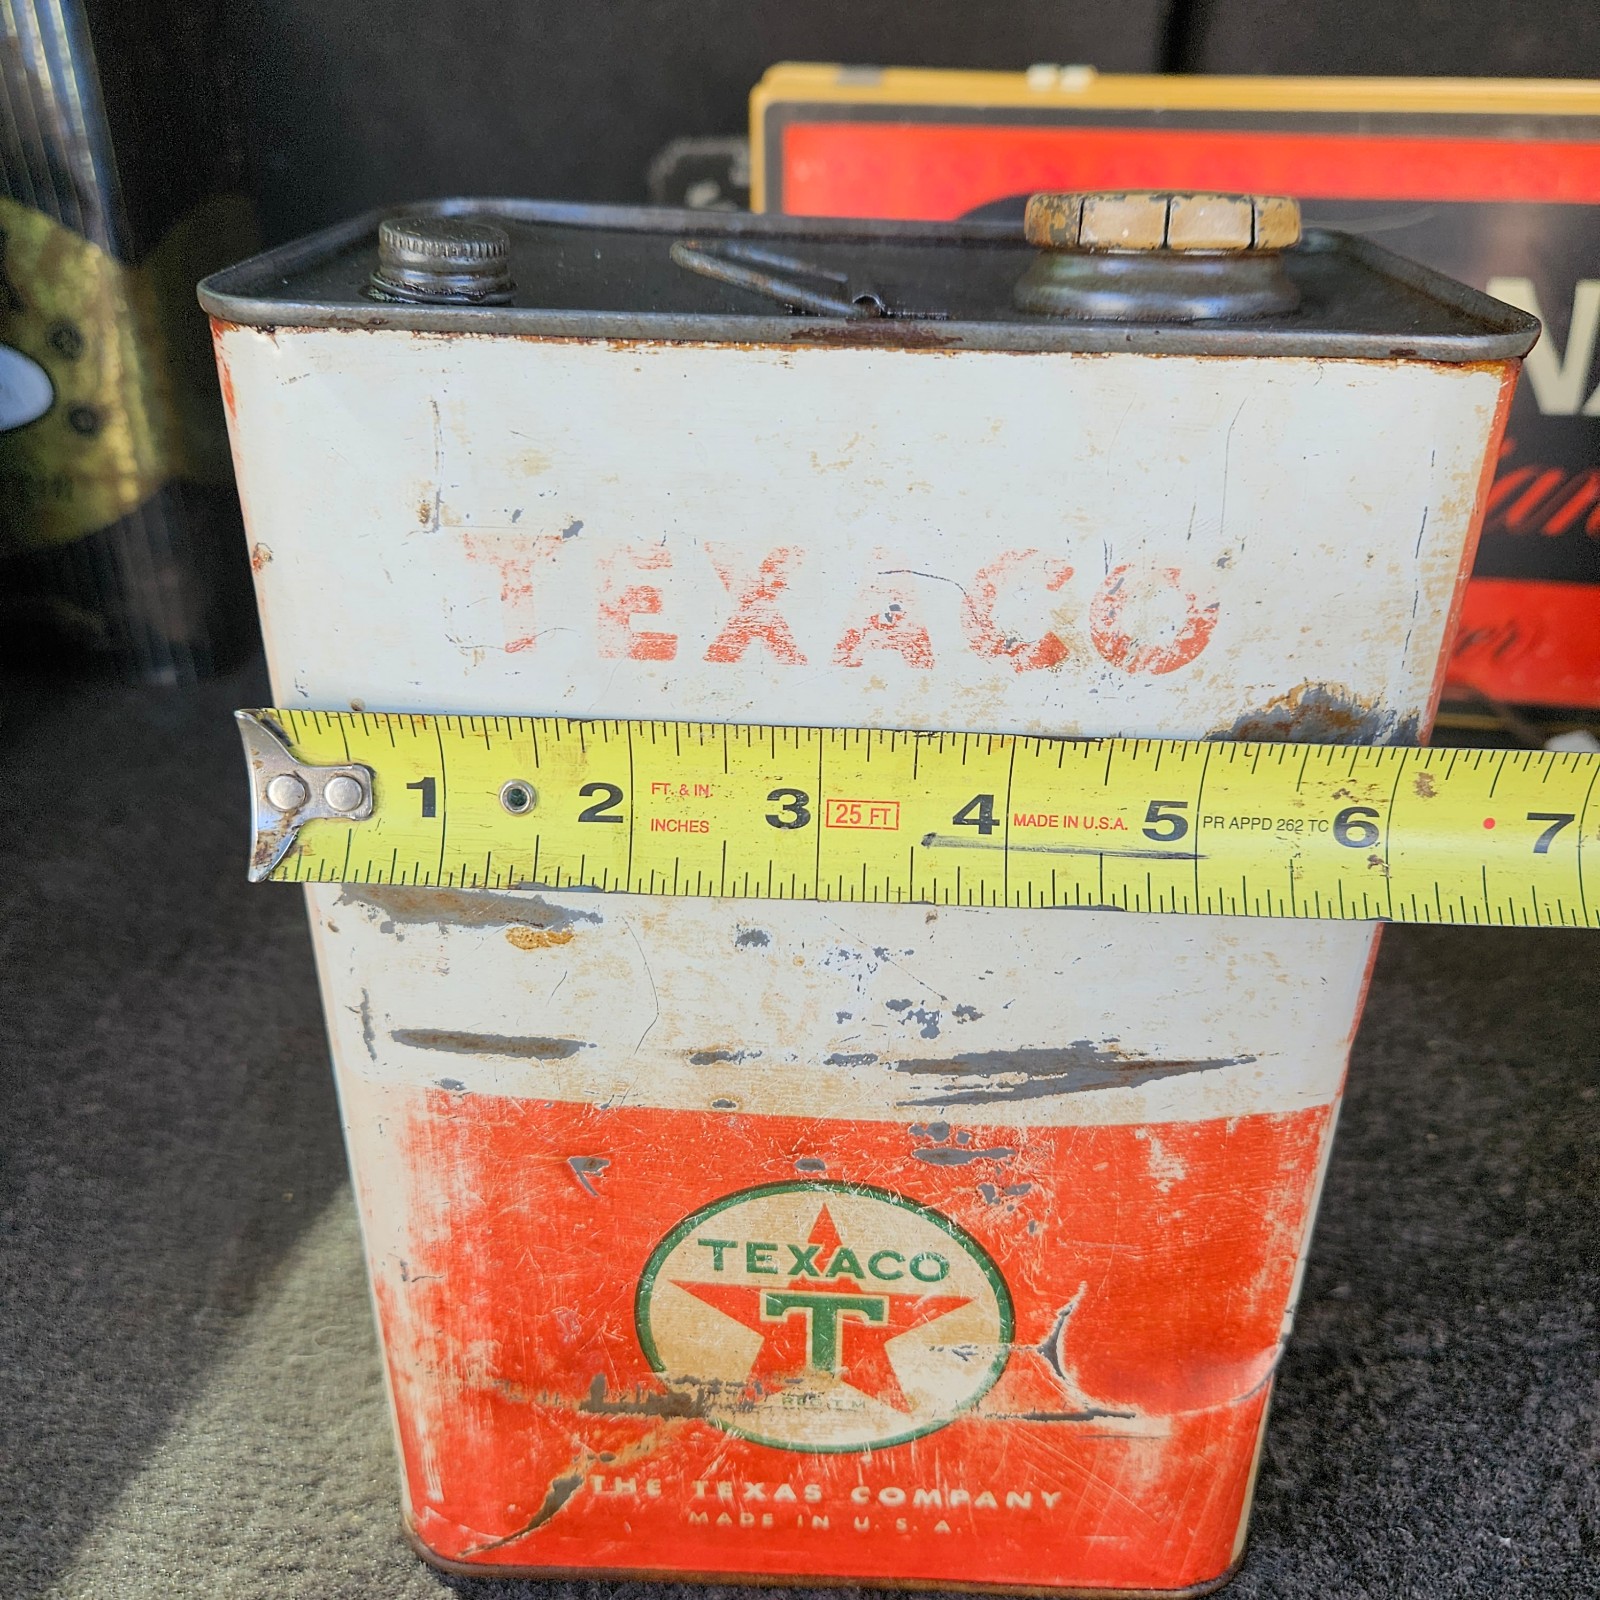 TEXACO
1 2 3 4 5 6 7
FT. & IN.
INCHES
25 FT
MADE IN U.S.A.
PR APPD 262 TC
TEXACO
T
REG. T.M.
THE TEXAS COMPANY
MADE IN U. S. A.